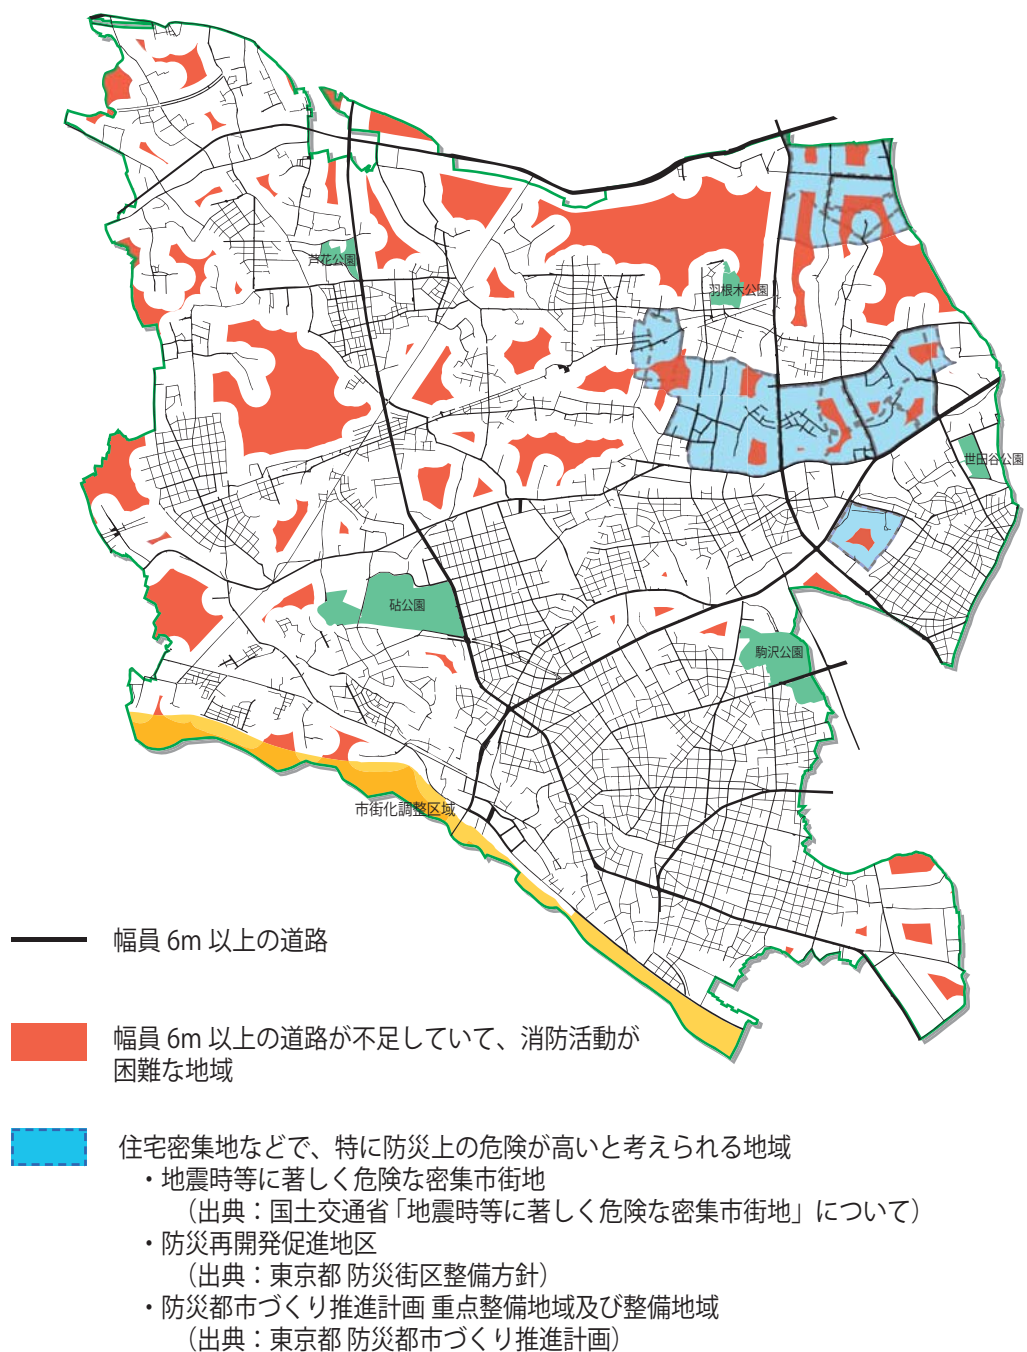 芦花公園
羽根木公園
世田谷公園
砧公園
駒沢公園
市街化調整区域
幅員 6m 以上の道路
幅員 6m 以上の道路が不足していて、消防活動が
困難な地域
住宅密集地などで、特に防災上の危険が高いと考えられる地域
・地震時等に著しく危険な密集市街地
（出典：国土交通省「地震時等に著しく危険な密集市街地」について）
・防災再開発促進地区
（出典：東京都 防災街区整備方針）
・防災都市づくり推進計画 重点整備地域及び整備地域
（出典：東京都 防災都市づくり推進計画）